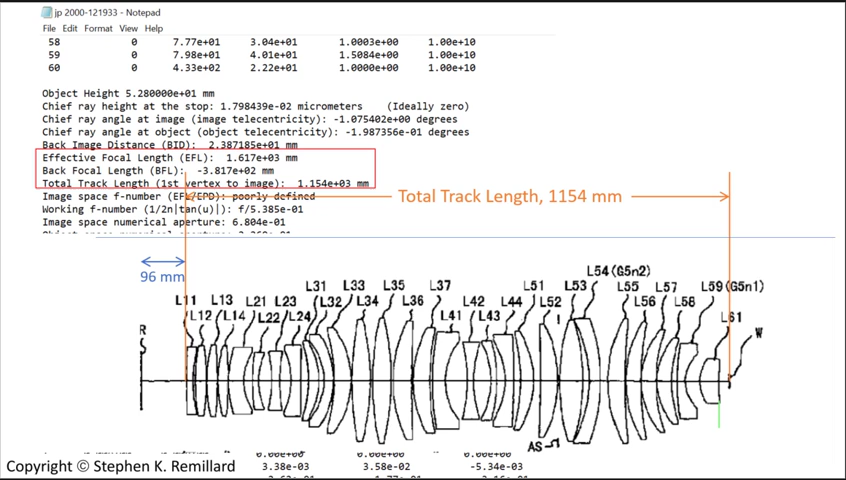 jp 2000-121933 - Notepad
File Edit Format View Help
58 0 7.77e+01 3.04e+01 1.0003e+00 1.00e+10
59 0 7.98e+01 4.01e+01 1.5084e+00 1.00e+10
60 0 4.33e+02 2.22e+01 1.0000e+00 1.00e+10
Object Height 5.280000e+01 mm
Chief ray height at the stop: 1.798439e-02 micrometers (Ideally zero)
Chief ray angle at image (image telecentricity): -1.075402e+00 degrees
Chief ray angle at object (object telecentricity): -1.987356e-01 degrees
Back Image Distance (BID): 2.387185e+01 mm
Effective Focal Length (EFL): 1.617e+03 mm
Back Focal Length (BFL): -3.817e+02 mm
Total Track Length (1st vertex to image): 1.154e+03 mm
Image space f-number (EFL/EPD): poorly defined
Total Track Length, 1154 mm
Working f-number (1/2n|tan(u)|): f/5.385e-01
Image space numerical aperture: 6.804e-01
96 mm
L54(G5n2)
L31 L33 L35 L37 L51 L53 L55 L57 L59(G5n1)
L11 L13 L21 L23 L32 L34 L36 L42 L44 L52 L56 L58
L12 L14 L22 L24 L41 L43 L61
R
W
AS
0.00e+00 0.00e+00 0.00e+00
3.38e-03 3.58e-02 -5.34e-03
Copyright © Stephen K. Remillard